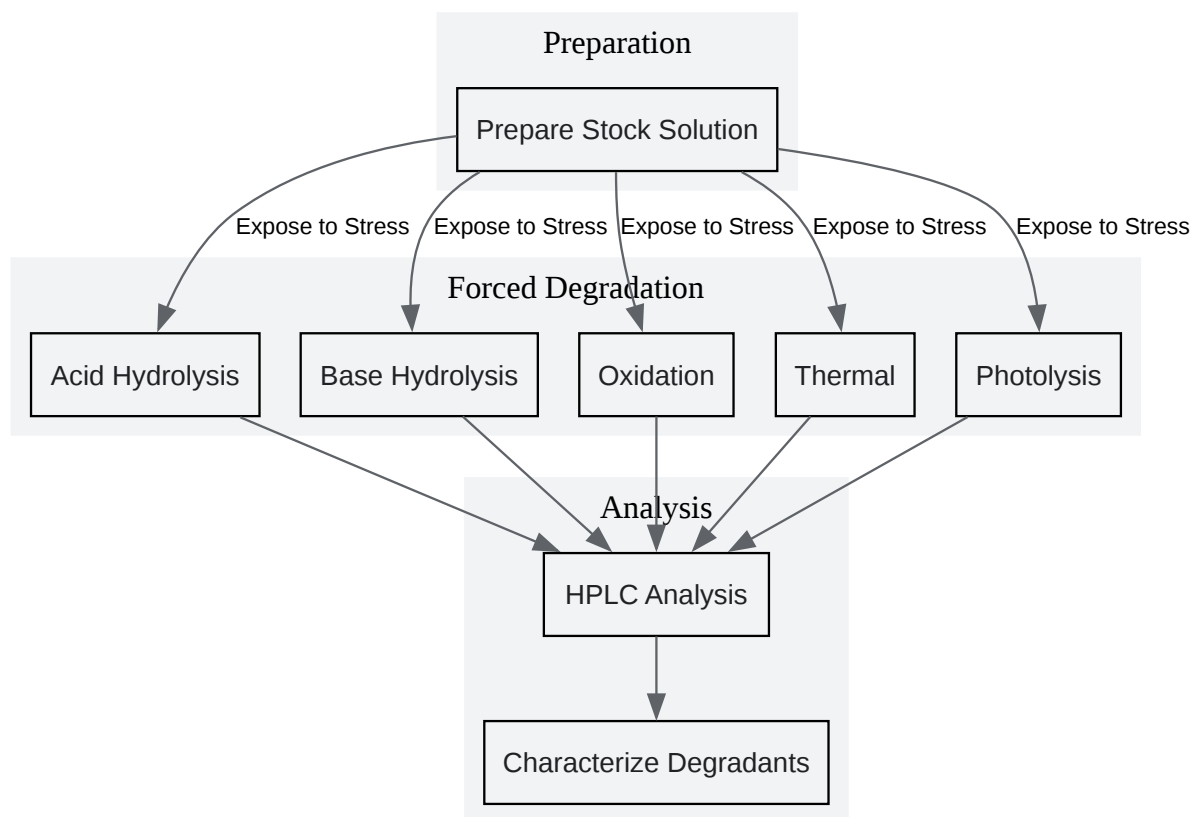 Preparation
Prepare Stock Solution
Expose to Stress
Expose to Stress
Expose to Stress
Expose to Stress
Expose to Stress
Forced Degradation
Acid Hydrolysis
Base Hydrolysis
Oxidation
Thermal
Photolysis
Analysis
HPLC Analysis
Characterize Degradants